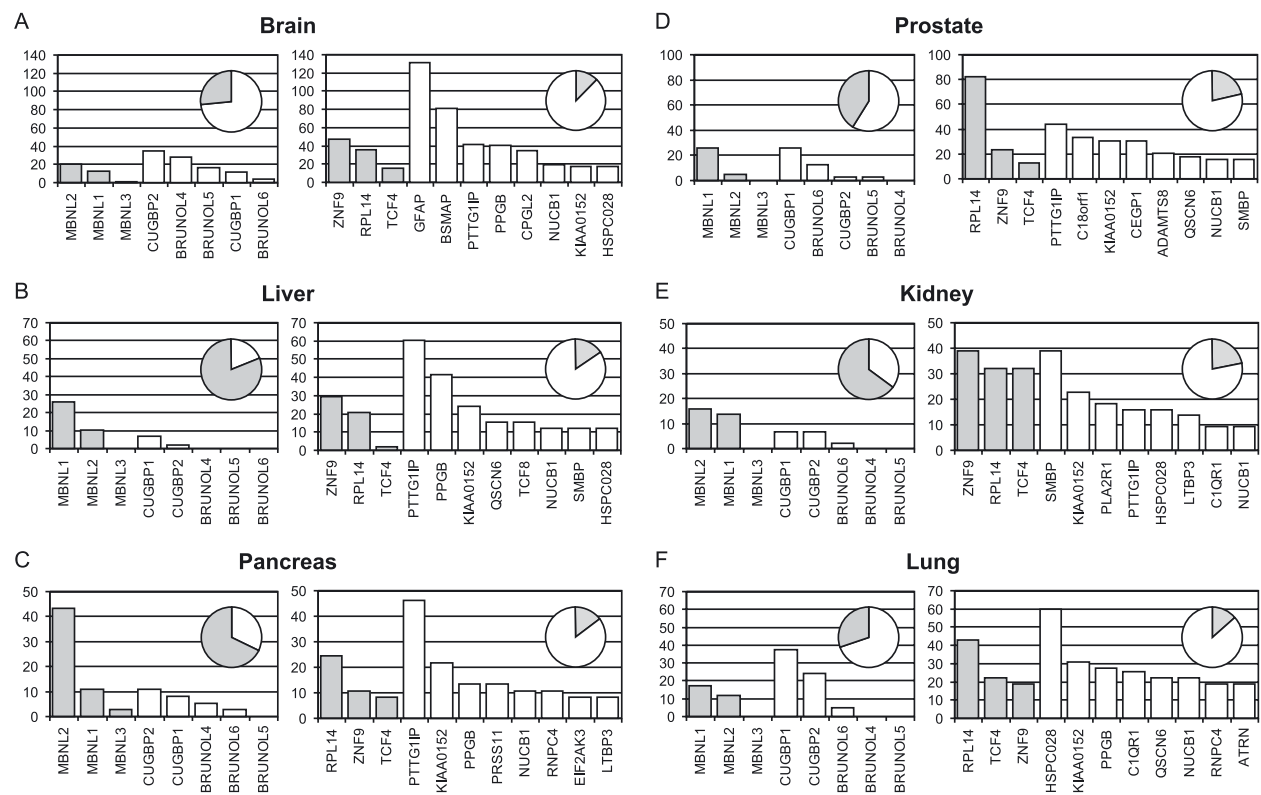 A
Brain
140
120
100
80
60
40
20
0
MBNL2
MBNL1
MBNL3
CUGBP2
BRUNOL4
BRUNOL5
CUGBP1
BRUNOL6
140
120
100
80
60
40
20
0
ZNF9
RPL14
TCF4
GFAP
BSMAP
PTTG1IP
PPGB
CPGL2
NUCB1
KIAA0152
HSPC028
D
Prostate
100
80
60
40
20
0
MBNL1
MBNL2
MBNL3
CUGBP1
BRUNOL6
CUGBP2
BRUNOL5
BRUNOL4
100
80
60
40
20
0
RPL14
ZNF9
TCF4
PTTG1IP
C18orf1
KIAA0152
CEGP1
ADAMTS8
QSCN6
NUCB1
SMBP
B
Liver
70
60
50
40
30
20
10
0
MBNL1
MBNL2
MBNL3
CUGBP1
CUGBP2
BRUNOL4
BRUNOL5
BRUNOL6
70
60
50
40
30
20
10
0
ZNF9
RPL14
TCF4
PTTG1IP
PPGB
KIAA0152
QSCN6
TCF8
NUCB1
SMBP
HSPC028
E
Kidney
50
40
30
20
10
0
MBNL2
MBNL1
MBNL3
CUGBP1
CUGBP2
BRUNOL6
BRUNOL4
BRUNOL5
50
40
30
20
10
0
ZNF9
RPL14
TCF4
SMBP
KIAA0152
PLA2R1
PTTG1IP
HSPC028
LTBP3
C1QR1
NUCB1
C
Pancreas
50
40
30
20
10
0
MBNL2
MBNL1
MBNL3
CUGBP2
CUGBP1
BRUNOL4
BRUNOL6
BRUNOL5
50
40
30
20
10
0
RPL14
ZNF9
TCF4
PTTG1IP
KIAA0152
PPGB
PRSS11
NUCB1
RNPC4
EIF2AK3
LTBP3
F
Lung
70
60
50
40
30
20
10
0
MBNL1
MBNL2
MBNL3
CUGBP1
CUGBP2
BRUNOL6
BRUNOL4
BRUNOL5
70
60
50
40
30
20
10
0
RPL14
TCF4
ZNF9
HSPC028
KIAA0152
PPGB
C1QR1
QSCN6
NUCB1
RNPC4
ATRN